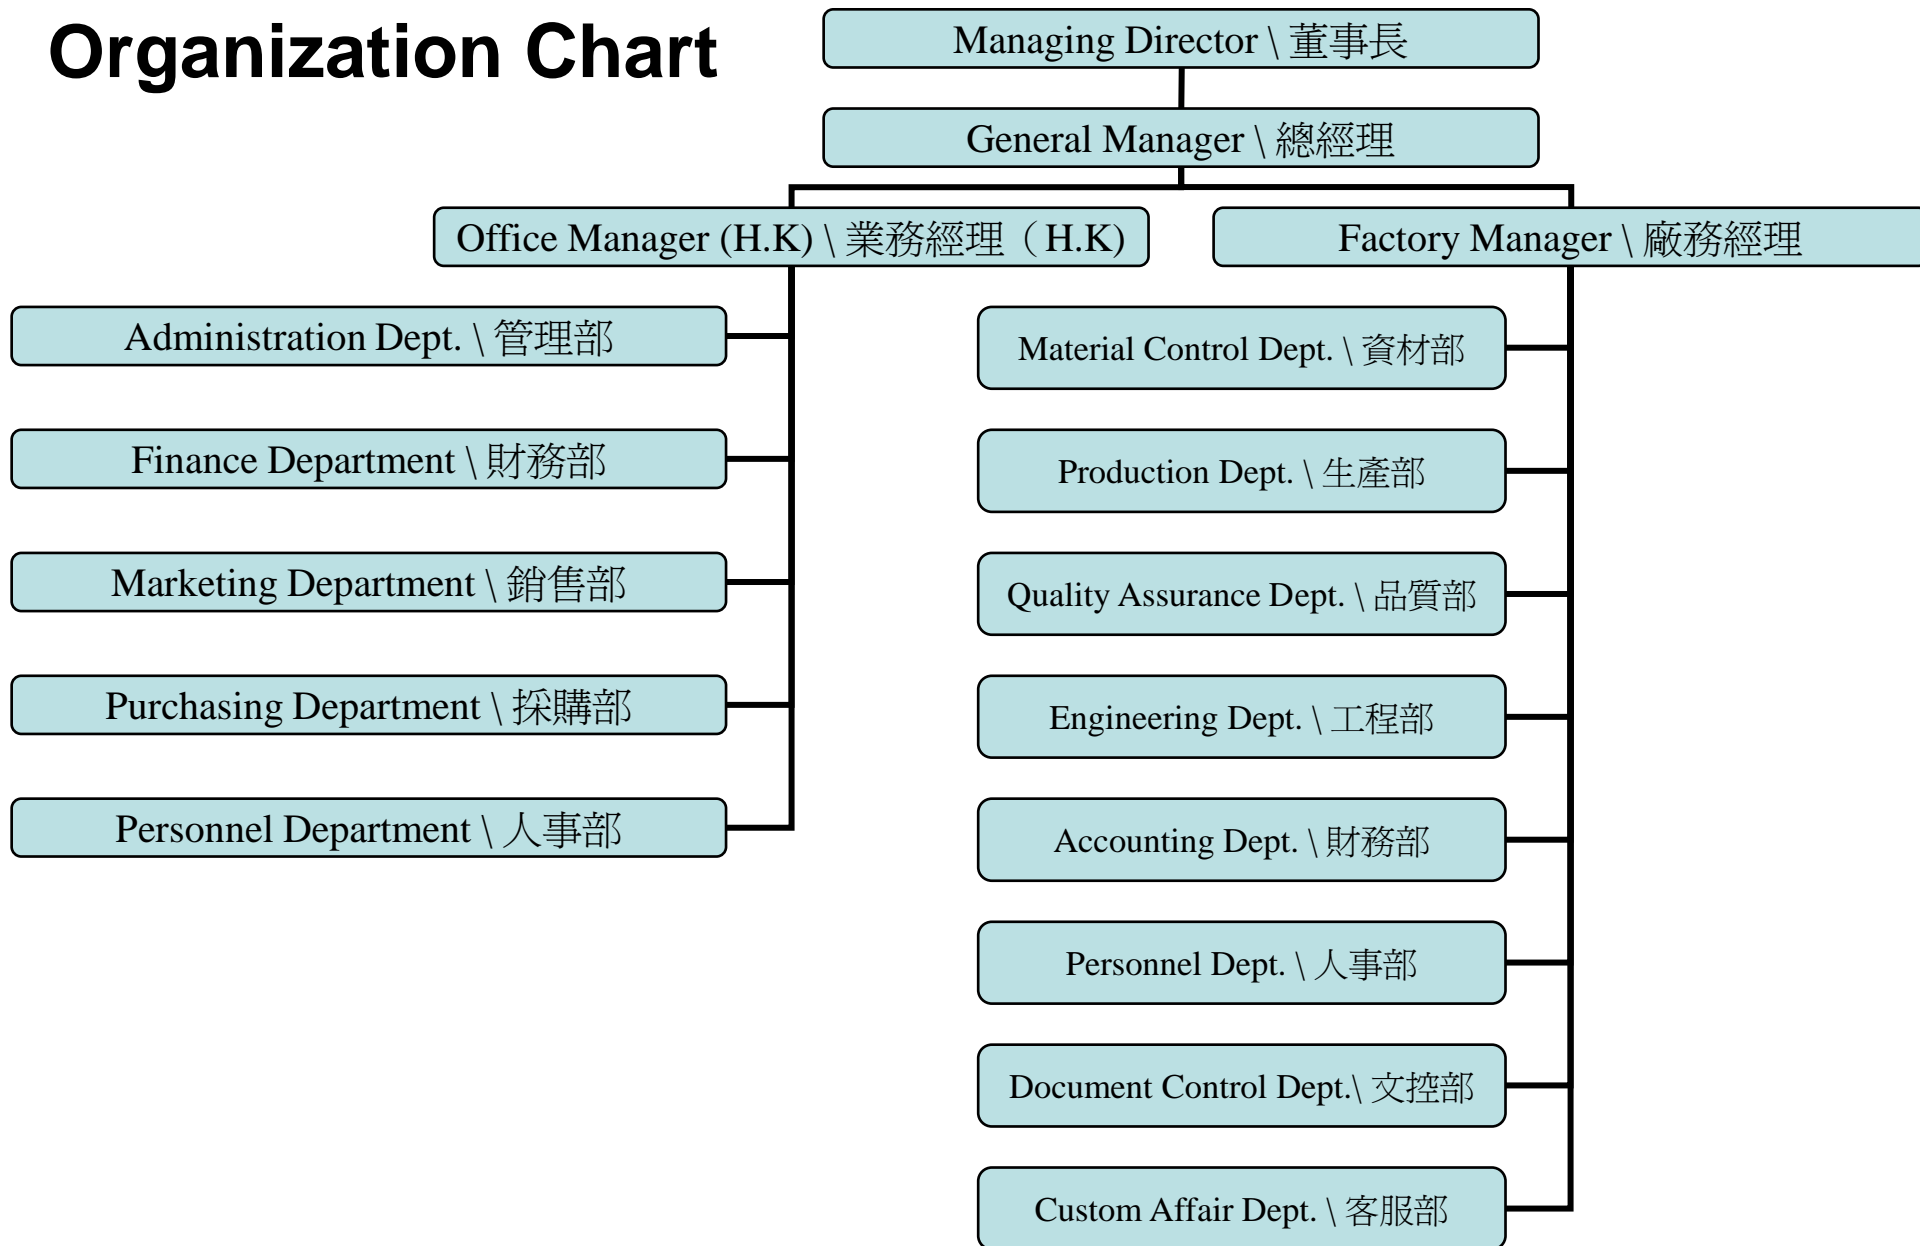 Organization Chart
Managing Director \ 董事長
General Manager \ 總經理
Office Manager (H.K) \ 業務經理（H.K)
Factory Manager \ 廠務經理
Administration Dept. \ 管理部
Finance Department \ 財務部
Marketing Department \ 銷售部
Purchasing Department \ 採購部
Personnel Department \ 人事部
Material Control Dept. \ 資材部
Production Dept. \ 生產部
Quality Assurance Dept. \ 品質部
Engineering Dept. \ 工程部
Accounting Dept. \ 財務部
Personnel Dept. \ 人事部
Document Control Dept.\ 文控部
Custom Affair Dept. \ 客服部